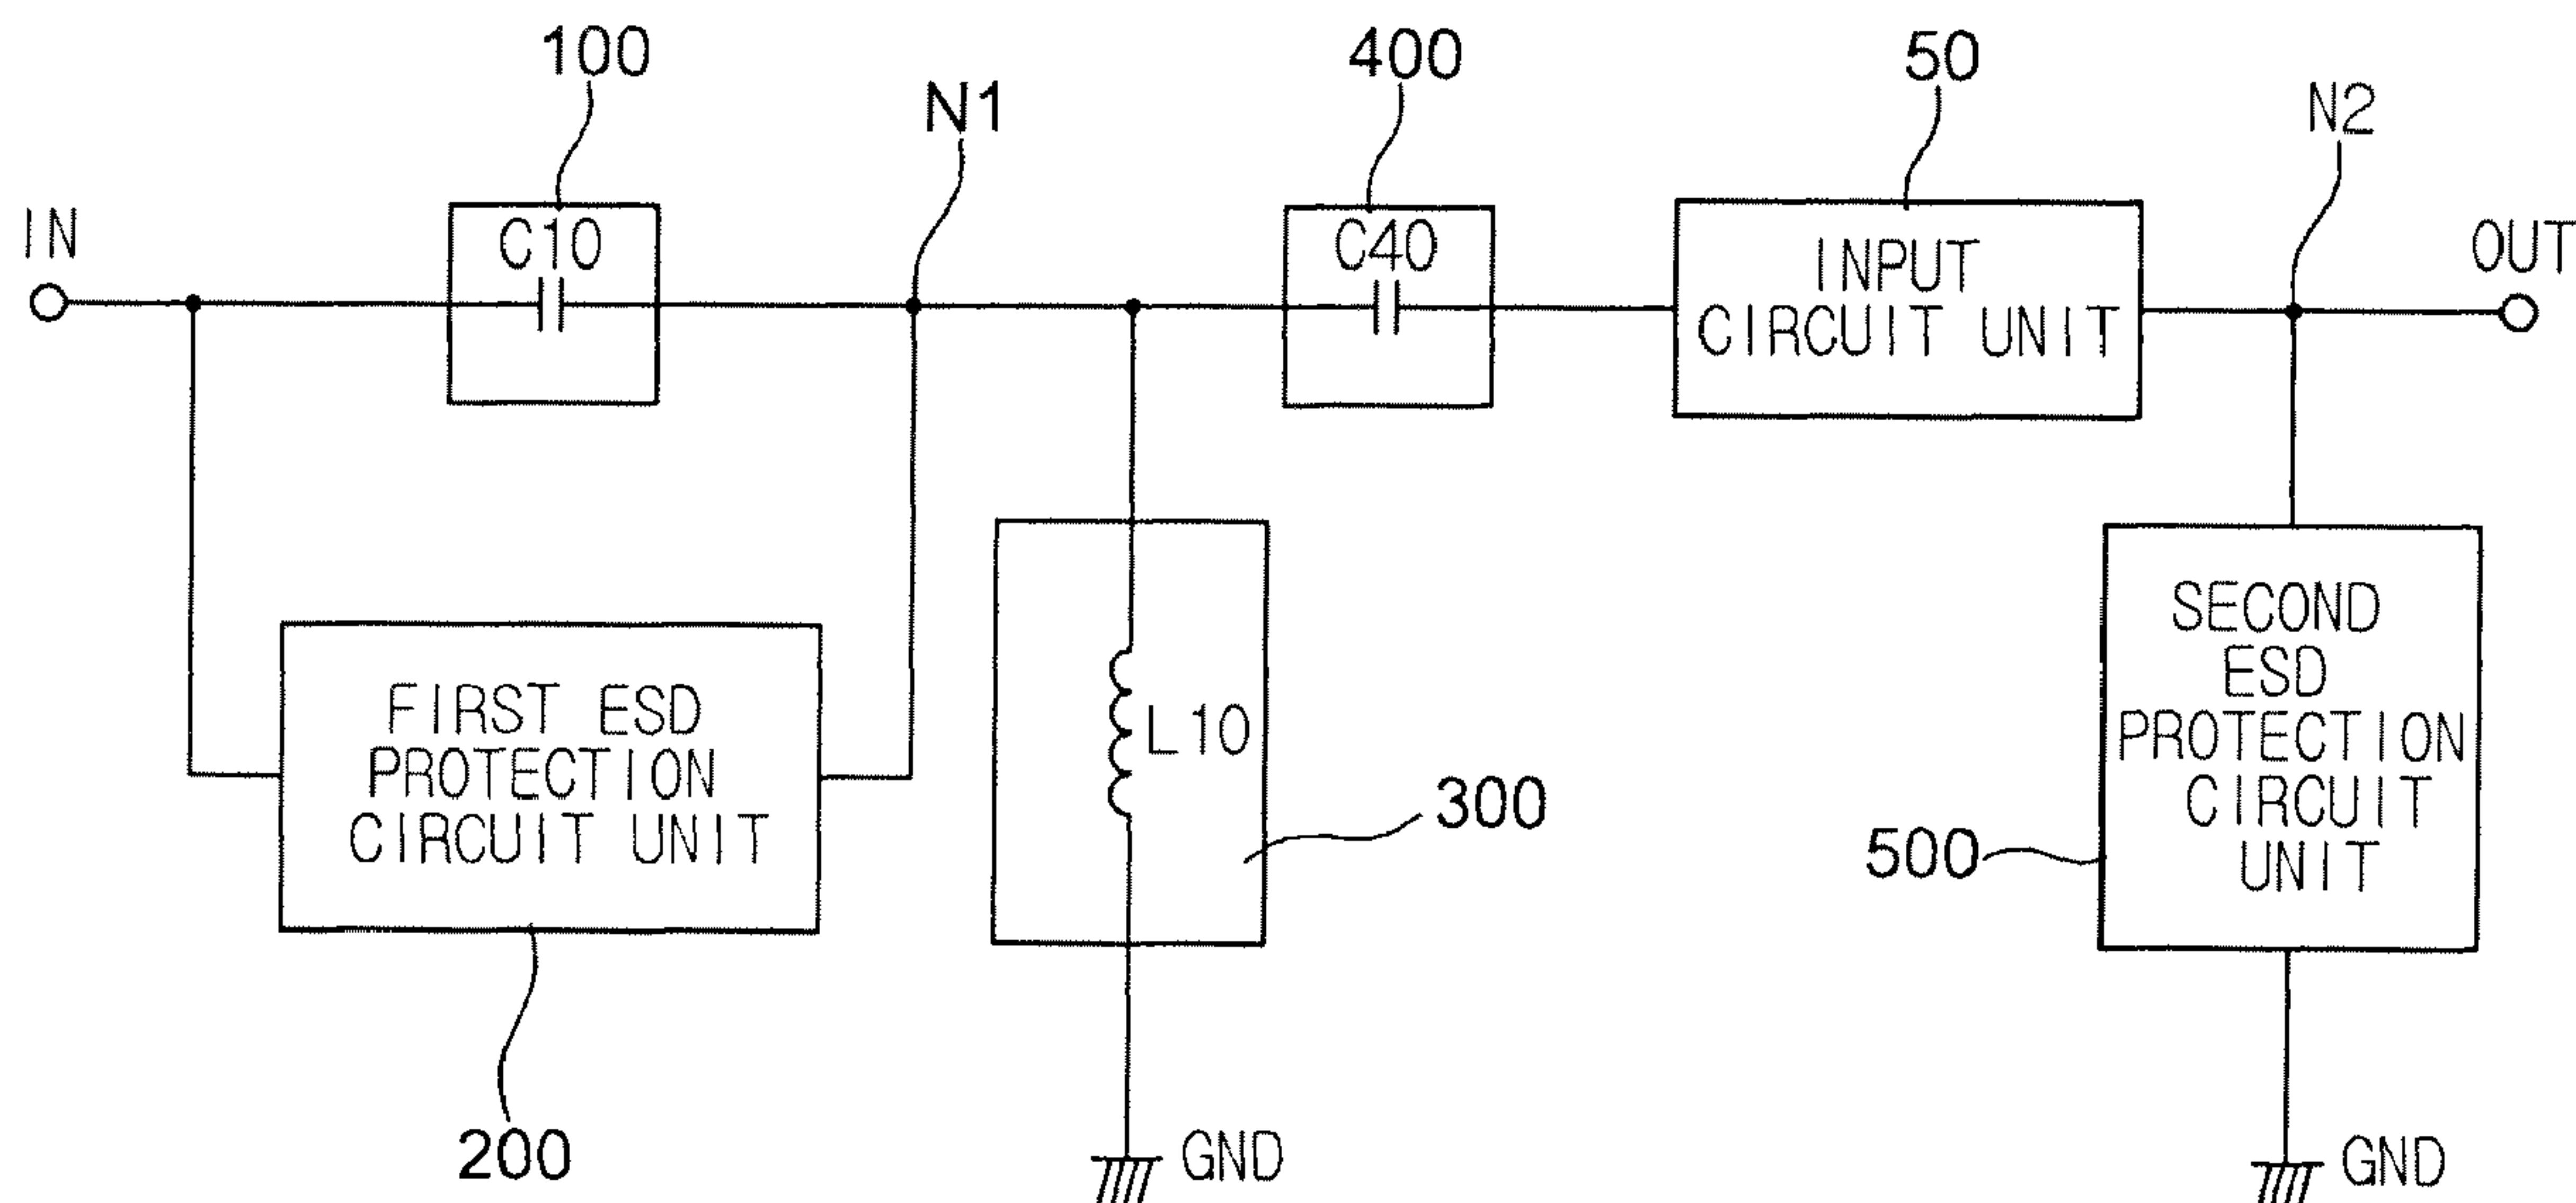 100
400
50
N1
N2
IN
C10
C40
INPUT
CIRCUIT UNIT
OUT
FIRST ESD
PROTECTION
CIRCUIT UNIT
L10
300
SECOND
ESD
PROTECTION
CIRCUIT
UNIT
500
200
GND
GND